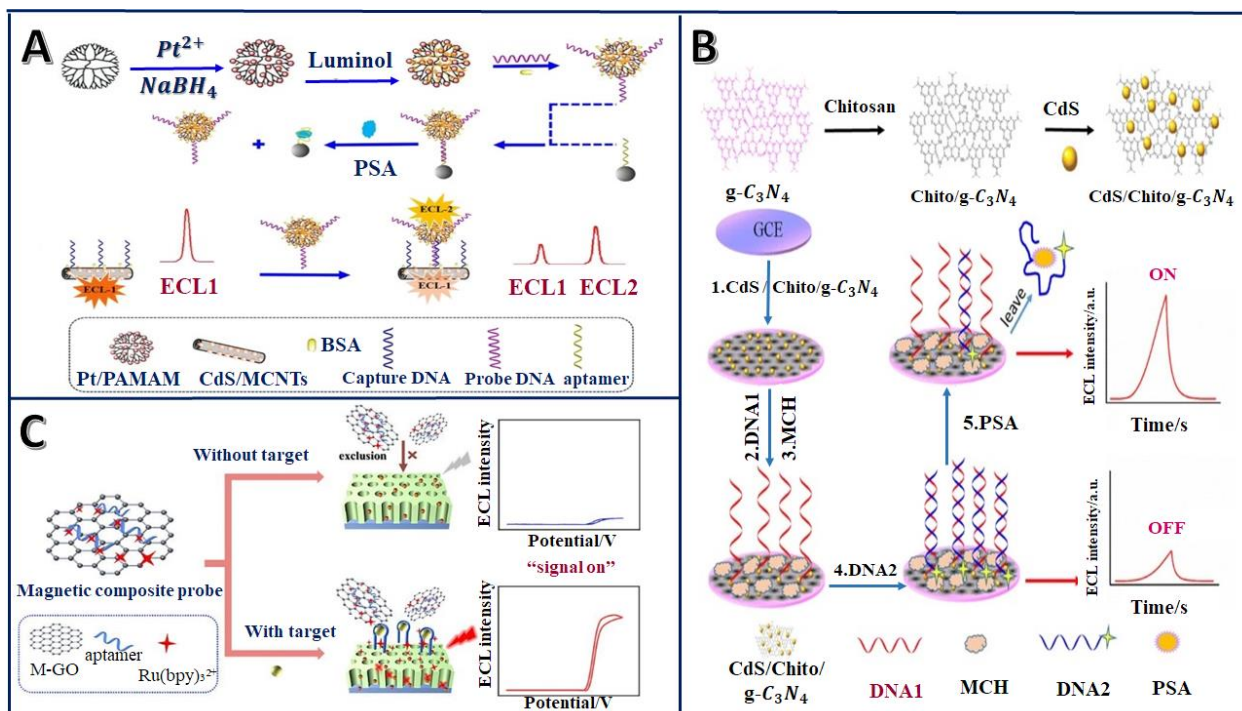 A
Pt²⁺
NaBH₄
Luminol
+
PSA
ECL-2
ECL-1
ECL1
ECL-1
ECL1 ECL2
BSA
Pt/PAMAM
CdS/MCNTs
Capture DNA
Probe DNA
aptamer
B
Chitosan
CdS
g-C₃N₄
Chito/g-C₃N₄
CdS/Chito/g-C₃N₄
GCE
1.CdS / Chito/g-C₃N₄
leave
ON
ECL intensity/a.u.
Time/s
2.DNA1
3.MCH
5.PSA
4.DNA2
OFF
ECL intensity/a.u.
Time/s
CdS/Chito/
g-C₃N₄
DNA1
MCH
DNA2
PSA
C
Without target
exclusion
ECL intensity
Potential/V
"signal on"
Magnetic composite probe
With target
ECL intensity
Potential/V
M-GO
aptamer
Ru(bpy)₃²⁺